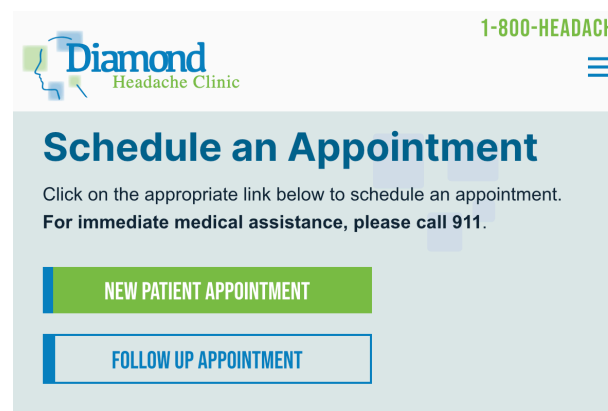 1-800-HEADACH
Diamond
Headache Clinic
Schedule an Appointment
Click on the appropriate link below to schedule an appointment.
For immediate medical assistance, please call 911.
NEW PATIENT APPOINTMENT
FOLLOW UP APPOINTMENT